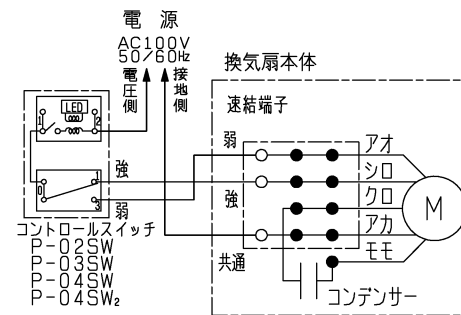 電源
AC100V
50/60Hz
電圧側
接地側
換気扇本体
速結端子
LED
1
2
強
0
1
3
弱
コントロールスイッチ
P-02SW
P-03SW
P-04SW
P-04SW₂
弱
強
共通
アオ
シロ
クロ
アカ
モモ
M
コンデンサー